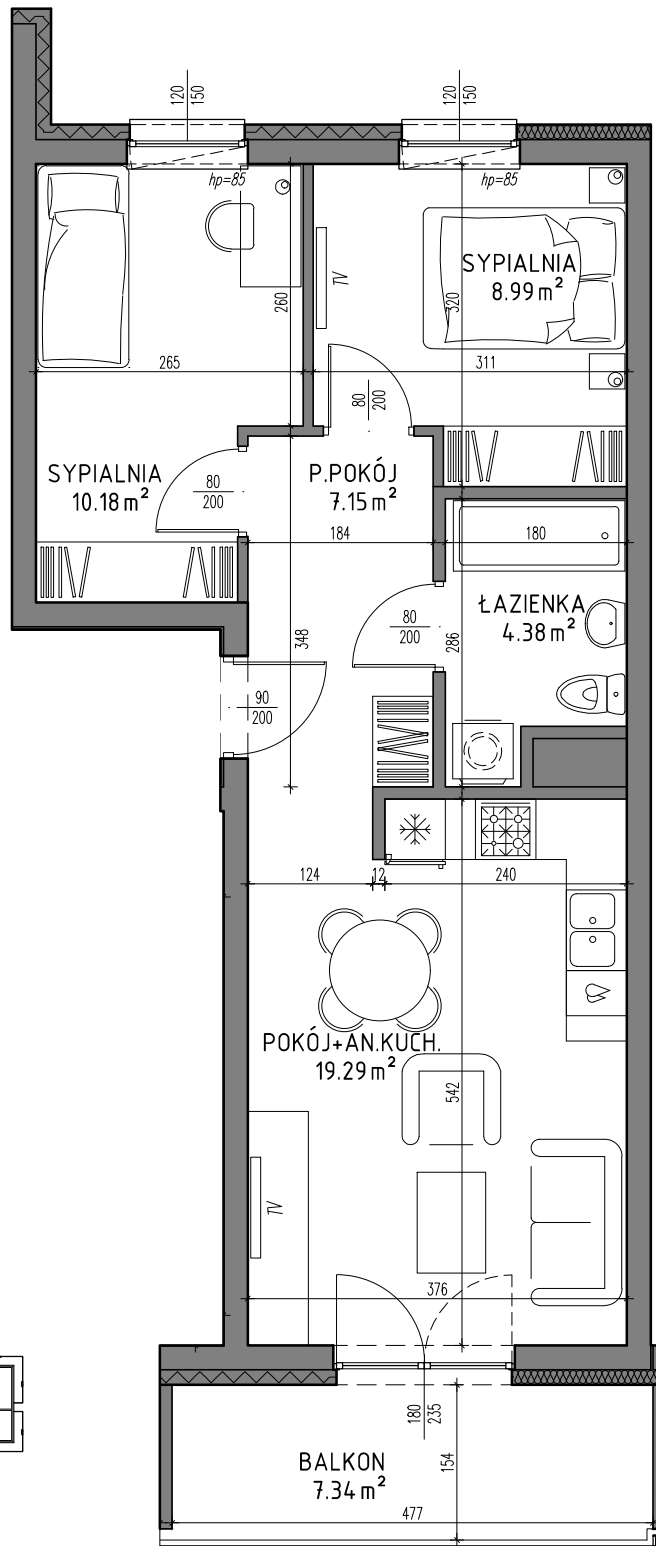 120
150
120
150
hp=85
hp=85
SYPIALNIA
8.99 m²
TV
260
320
265
311
80
200
SYPIALNIA
10.18 m²
P.POKÓJ
7.15 m²
80
200
184
180
ŁAZIENKA
4.38 m²
80
200
348
286
90
200
124
12
240
POKÓJ+AN.KUCH.
19.29 m²
542
TV
376
180
235
BALKON
7.34 m²
154
477